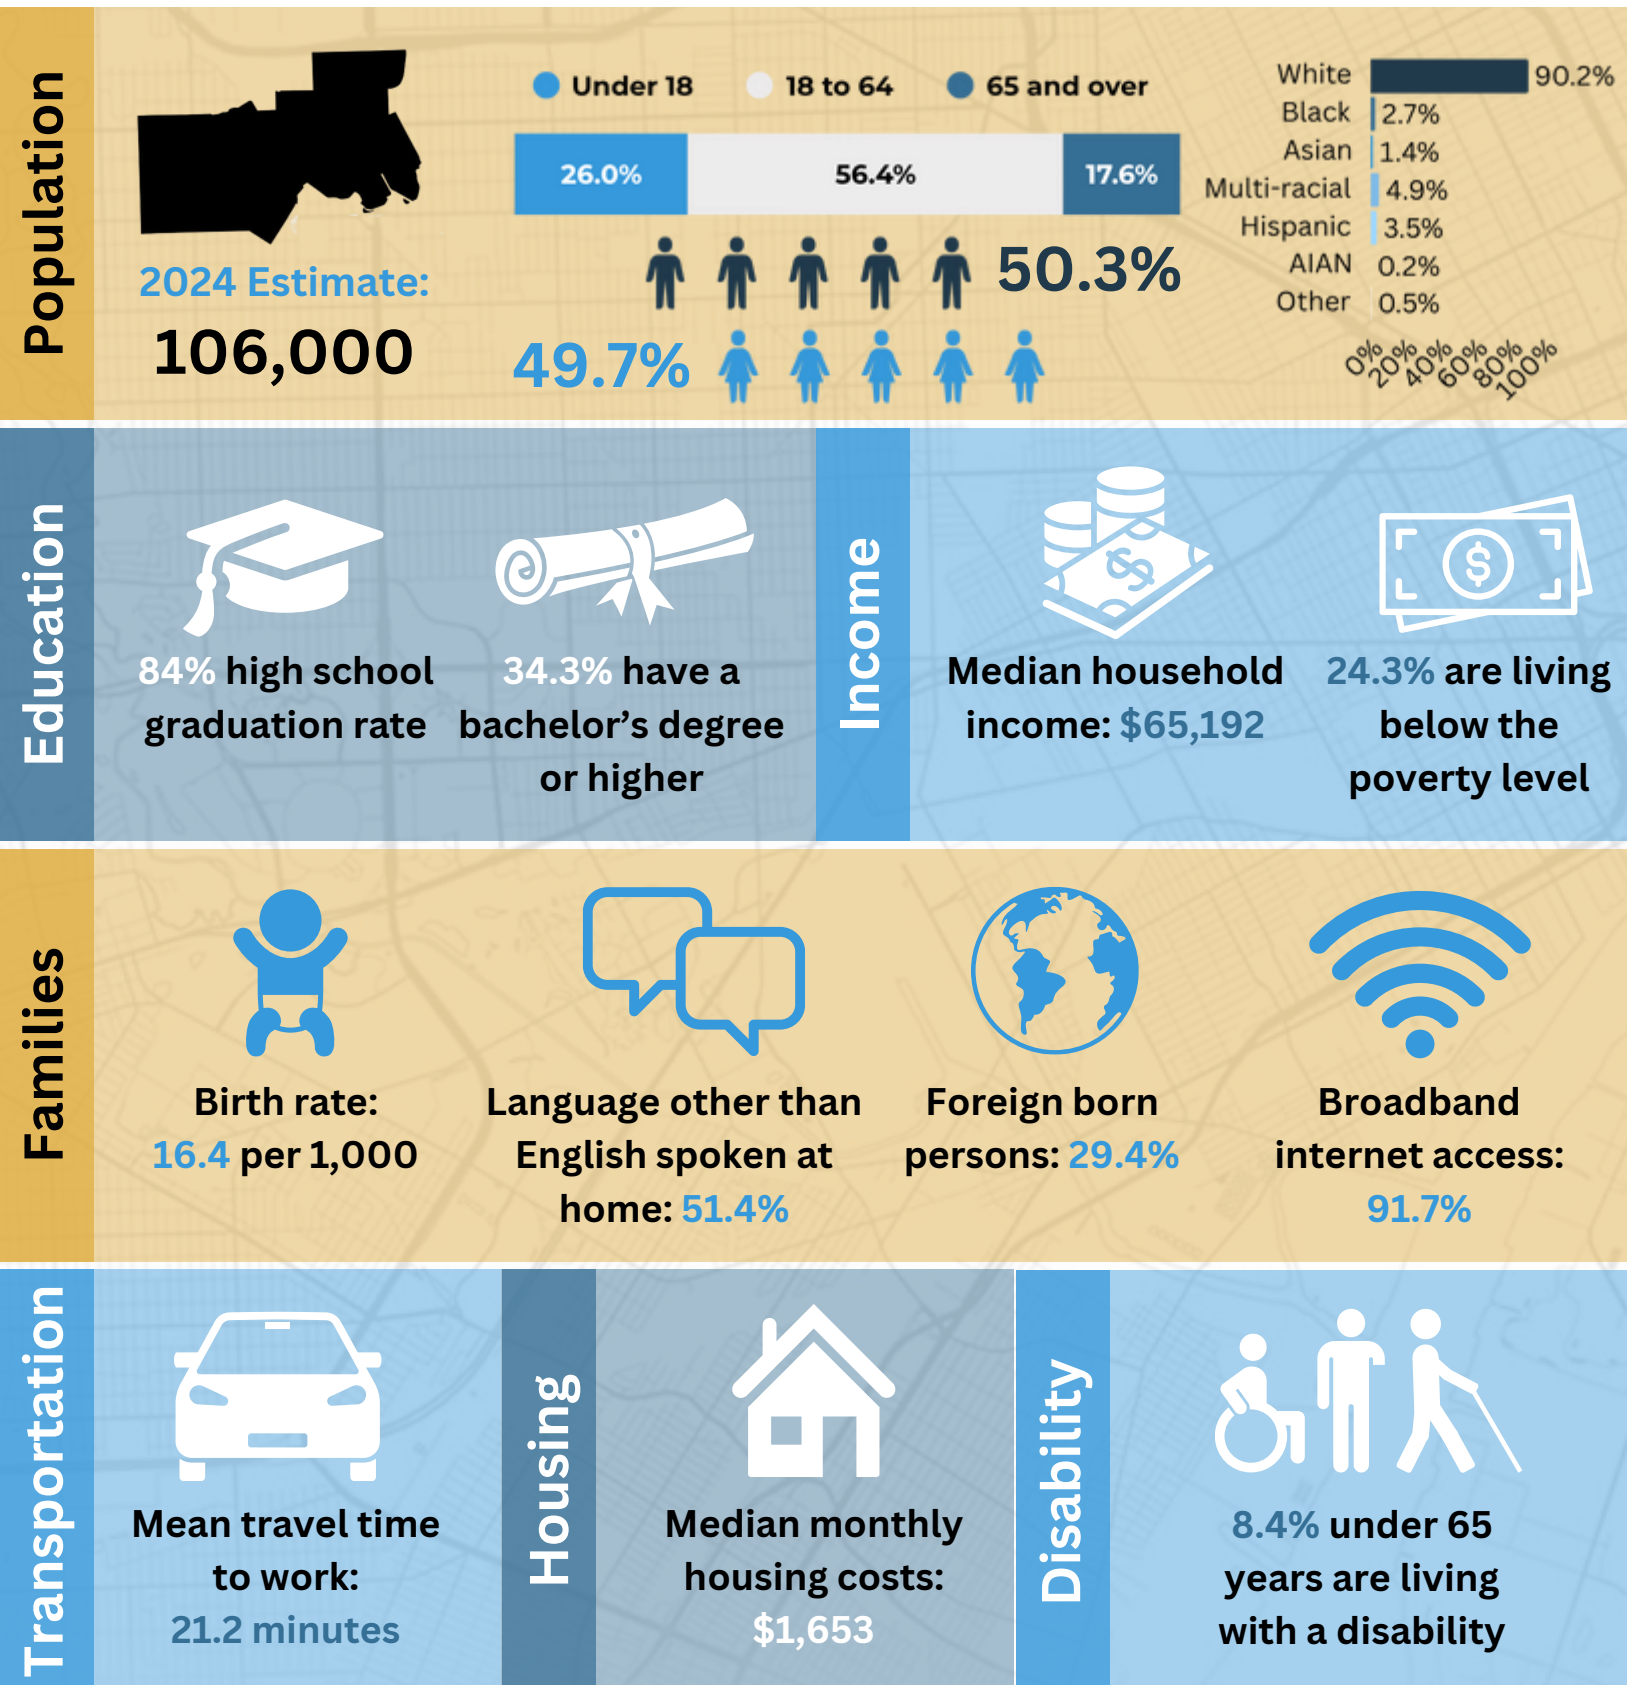 Population
2024 Estimate:
106,000
Under 18
18 to 64
65 and over
26.0%
56.4%
17.6%
50.3%
49.7%
White 90.2%
Black 2.7%
Asian 1.4%
Multi-racial 4.9%
Hispanic 3.5%
AIAN 0.2%
Other 0.5%
0%
20%
40%
60%
80%
100%
Education
84% high school
graduation rate
34.3% have a
bachelor’s degree
or higher
Income
Median household
income: $65,192
24.3% are living
below the
poverty level
Families
Birth rate:
16.4 per 1,000
Language other than
English spoken at
home: 51.4%
Foreign born
persons: 29.4%
Broadband
internet access:
91.7%
Transportation
Mean travel time
to work:
21.2 minutes
Housing
Median monthly
housing costs:
$1,653
Disability
8.4% under 65
years are living
with a disability